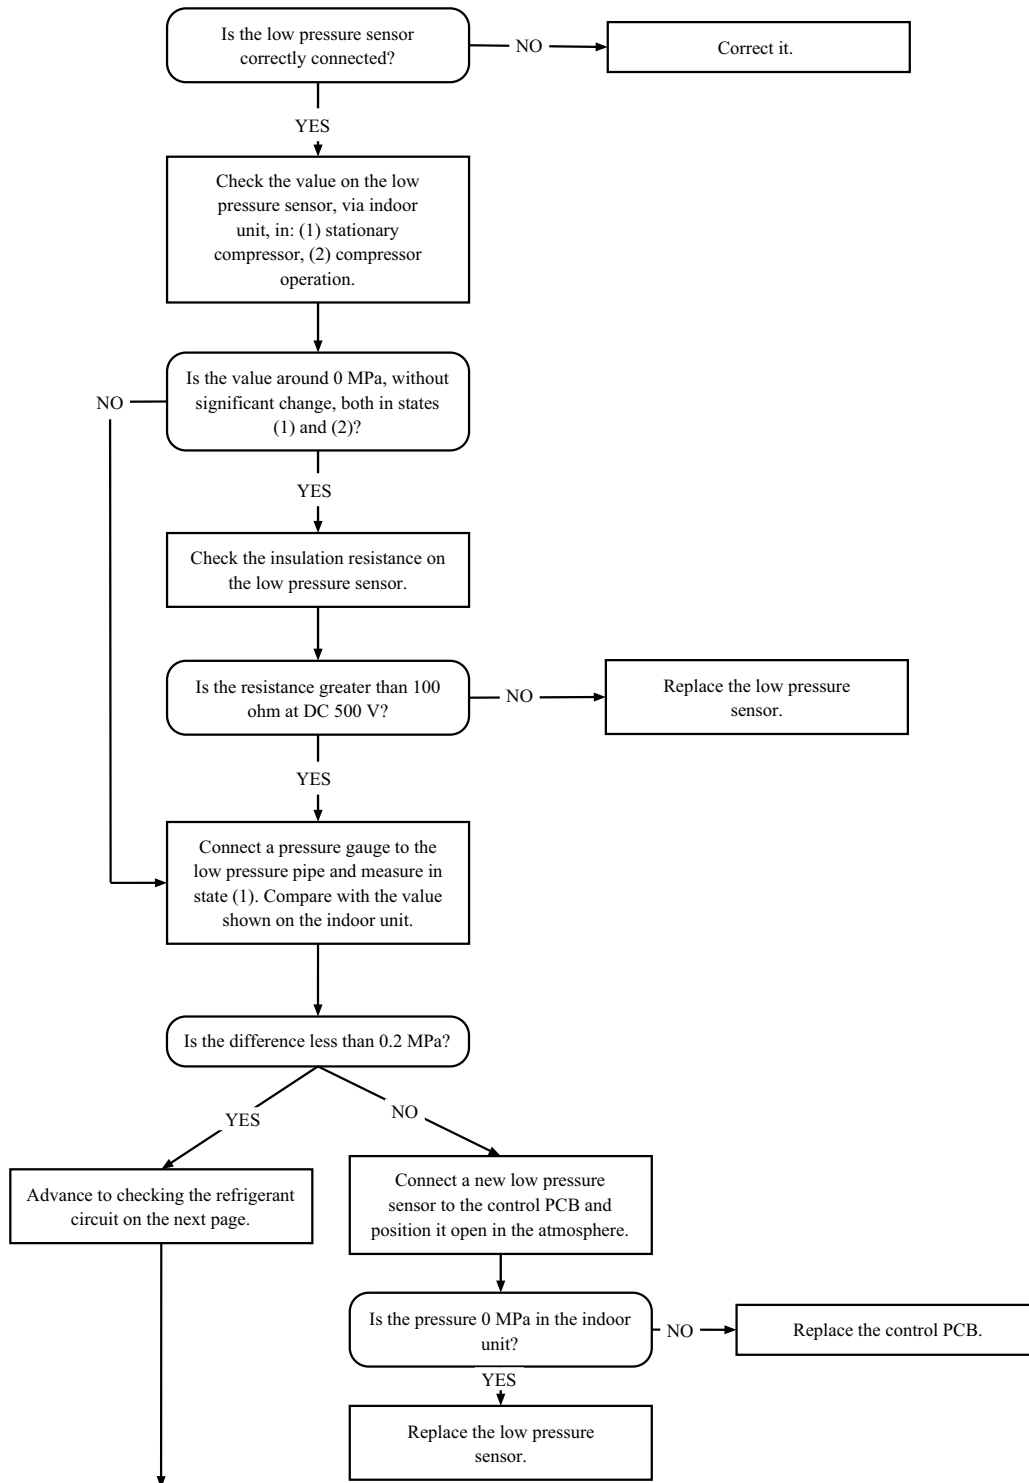 Is the low pressure sensor
correctly connected?
NO
Correct it.
YES
Check the value on the low
pressure sensor, via indoor
unit, in: (1) stationary
compressor, (2) compressor
operation.
Is the value around 0 MPa, without
significant change, both in states
(1) and (2)?
NO
YES
Check the insulation resistance on
the low pressure sensor.
Is the resistance greater than 100
ohm at DC 500 V?
NO
Replace the low pressure
sensor.
YES
Connect a pressure gauge to the
low pressure pipe and measure in
state (1). Compare with the value
shown on the indoor unit.
Is the difference less than 0.2 MPa?
YES
NO
Advance to checking the refrigerant
circuit on the next page.
Connect a new low pressure
sensor to the control PCB and
position it open in the atmosphere.
Is the pressure 0 MPa in the indoor
unit?
NO
Replace the control PCB.
YES
Replace the low pressure
sensor.